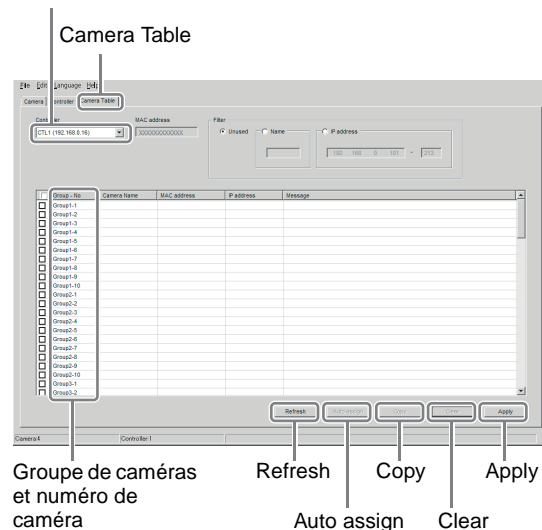 Camera Table
File Edit Language Help
Camera Controller Camera Table
Controller MAC address Filter
CTL1 (192.168.0.16) XXXXXXXXXXXX Unused Name IP address
192 168 0 101 - 213
Group - No Camera Name MAC address IP address Message
Group1-1
Group1-2
Group1-3
Group1-4
Group1-5
Group1-6
Group1-7
Group1-8
Group1-9
Group1-10
Group2-1
Group2-2
Group2-3
Group2-4
Group2-5
Group2-6
Group2-7
Group2-8
Group2-9
Group2-10
Group3-1
Group3-2
Refresh Auto assign Copy Clear Apply
Camera:4 Controller:1
Groupe de caméras
et numéro de
caméra
Refresh Copy Apply
Auto assign Clear